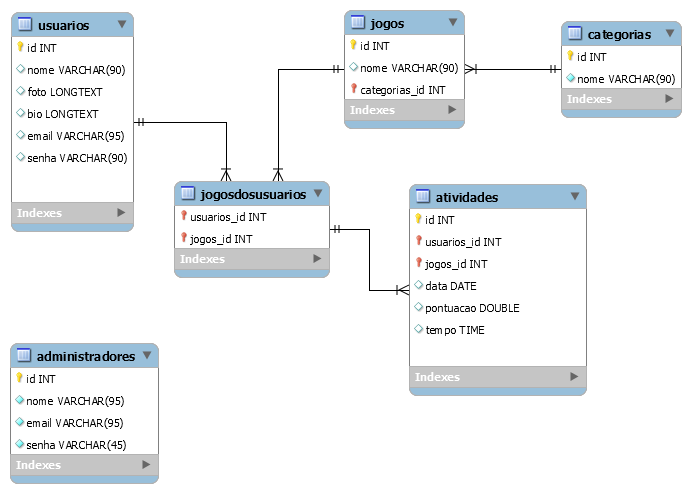 usuarios
id INT
nome VARCHAR(90)
foto LONGTEXT
bio LONGTEXT
email VARCHAR(95)
senha VARCHAR(90)
Indexes
jogos
id INT
nome VARCHAR(90)
categorias_id INT
Indexes
categorias
id INT
nome VARCHAR(90)
Indexes
jogosdosusuarios
usuarios_id INT
jogos_id INT
Indexes
atividades
id INT
usuarios_id INT
jogos_id INT
data DATE
pontuacao DOUBLE
tempo TIME
Indexes
administradores
id INT
nome VARCHAR(95)
email VARCHAR(95)
senha VARCHAR(45)
Indexes